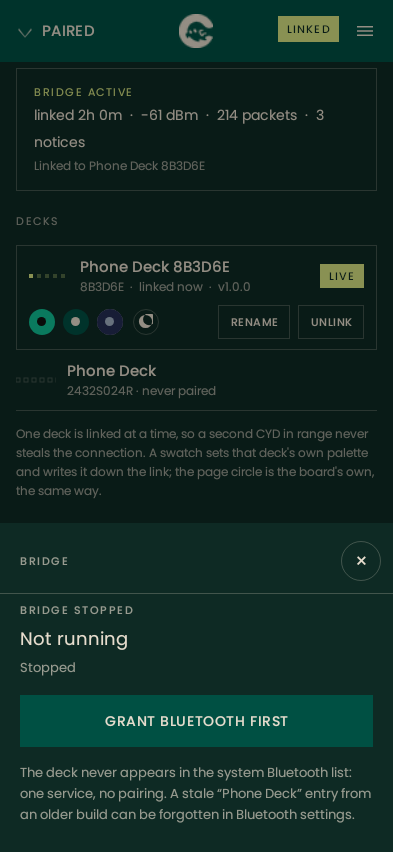 PAIRED
LINKED
BRIDGE ACTIVE
linked 2h 0m · -61 dBm · 214 packets · 3
notices
Linked to Phone Deck 8B3D6E
DECKS
Phone Deck 8B3D6E
8B3D6E · linked now · v1.0.0
LIVE
RENAME
UNLINK
Phone Deck
2432S024R · never paired
One deck is linked at a time, so a second CYD in range never
steals the connection. A swatch sets that deck's own palette
and writes it down the link; the page circle is the board's own,
the same way.
BRIDGE
BRIDGE STOPPED
Not running
Stopped
GRANT BLUETOOTH FIRST
The deck never appears in the system Bluetooth list:
one service, no pairing. A stale “Phone Deck” entry from
an older build can be forgotten in Bluetooth settings.